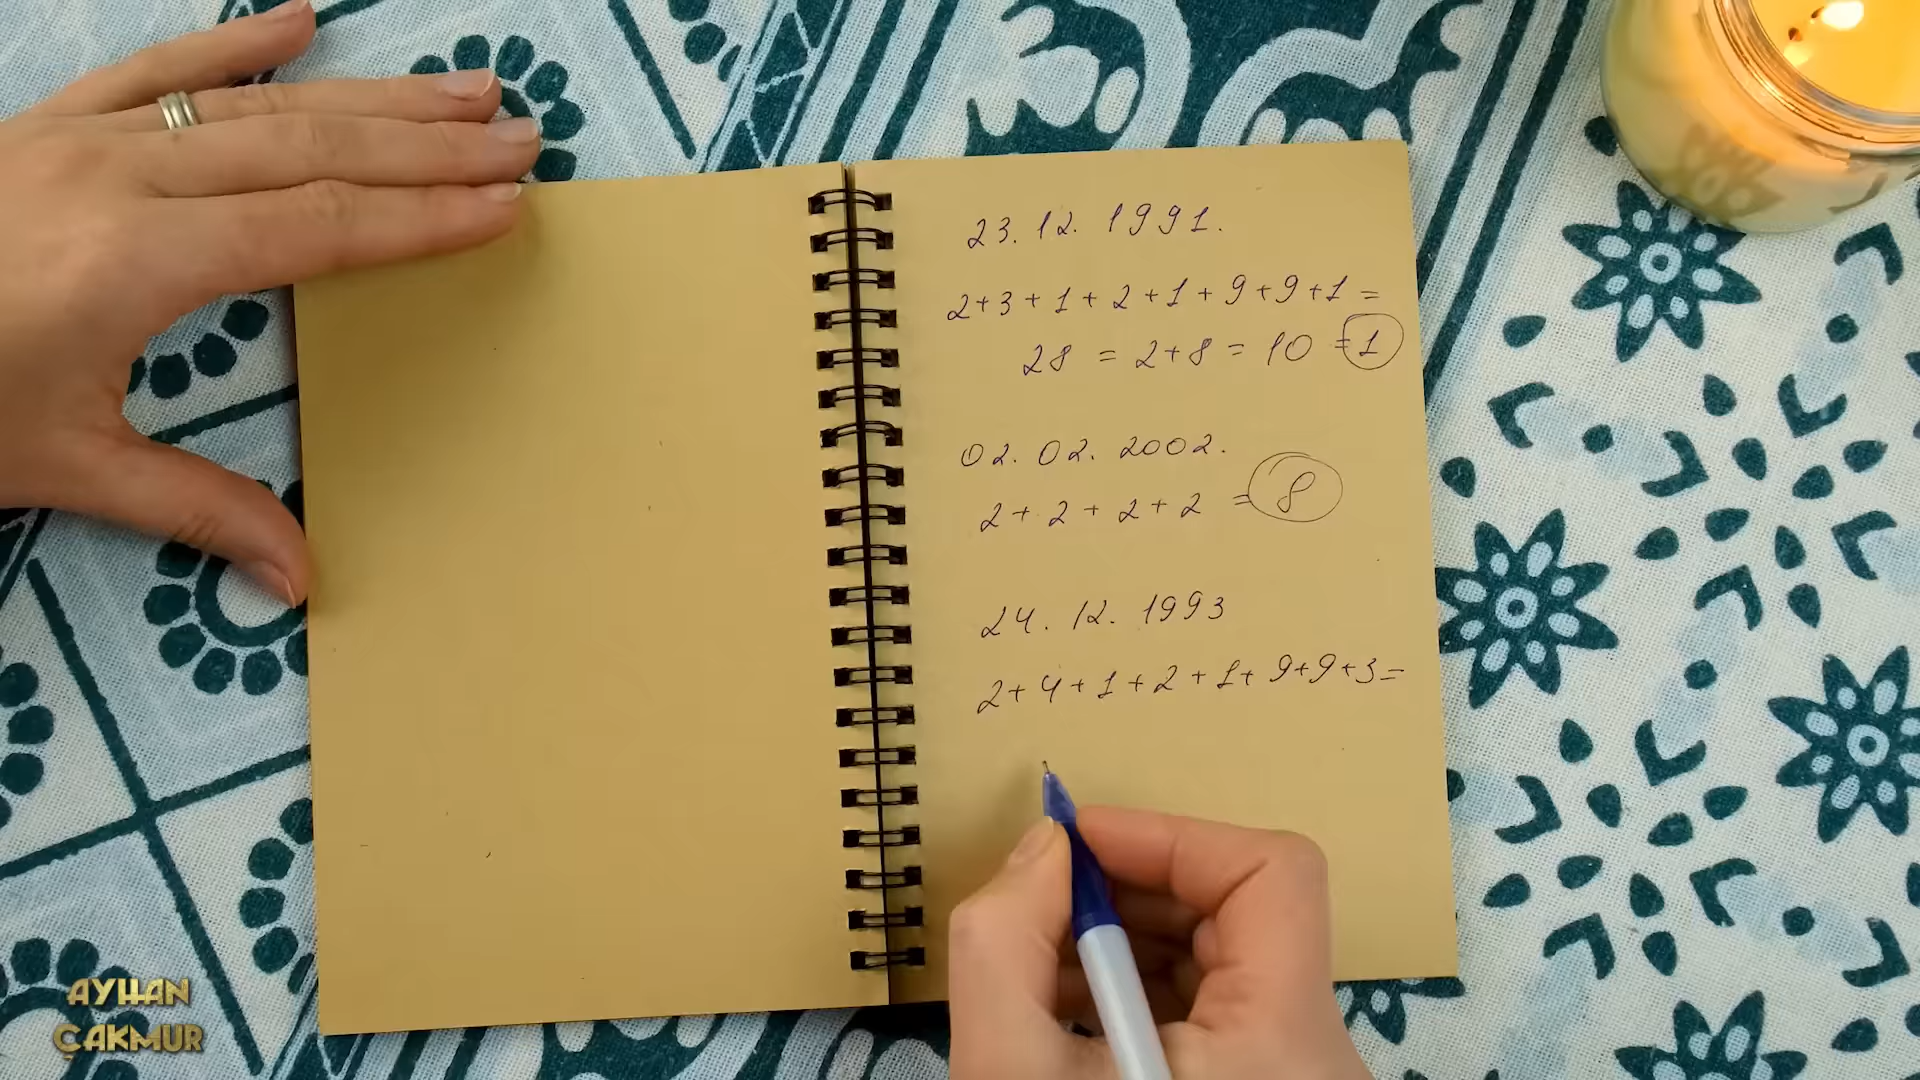 23.12.1991.
2+3+1+2+1+9+9+1=
28 = 2+8 = 10 = 1
02.02.2002.
2+2+2+2 = 8
24.12.1993
2+4+1+2+1+9+9+3=
AYHAN
ÇAKMUR